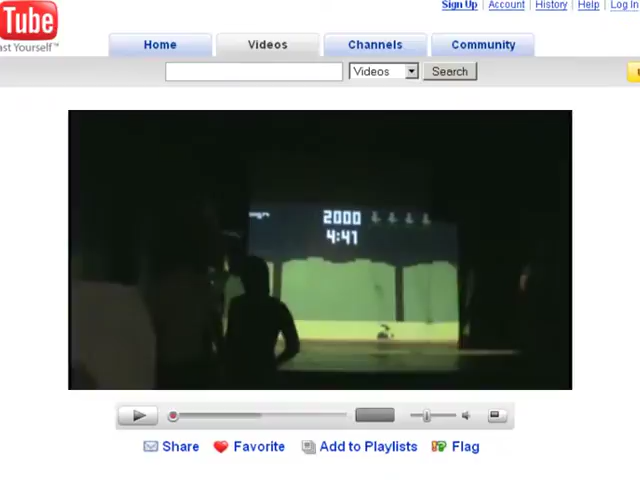 Tube
ast Yourself™
Sign Up | Account | History | Help | Log In
Home
Videos
Channels
Community
Videos
Search
2000
4:41
Share
Favorite
Add to Playlists
Flag